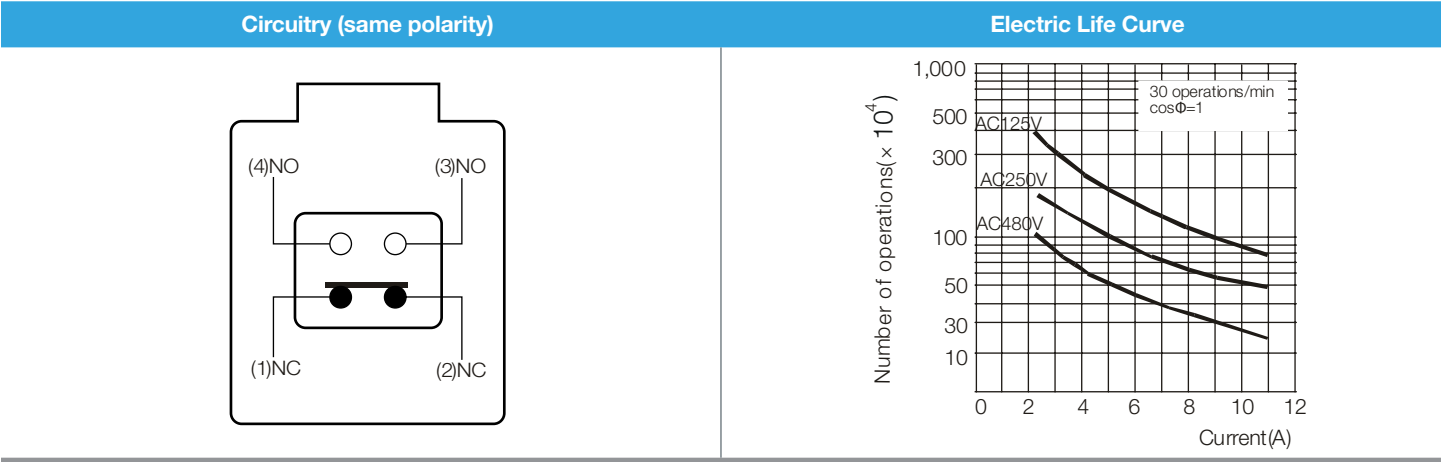 Circuitry (same polarity)
Electric Life Curve
(4)NO
(3)NO
(1)NC
(2)NC
Number of operations(× 10⁴)
1,000
500
300
100
50
30
10
AC125V
AC250V
AC480V
30 operations/min
cosΦ=1
0 2 4 6 8 10 12
Current(A)